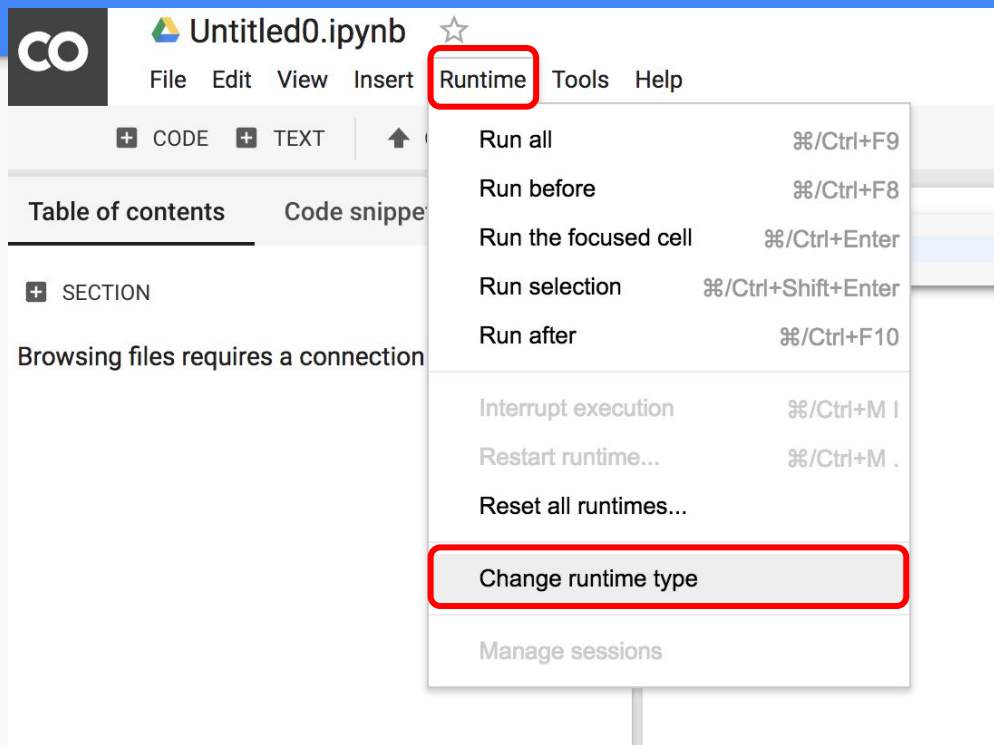 CO
Untitled0.ipynb
File Edit View Insert Runtime Tools Help
CODE TEXT
Table of contents Code snippe
SECTION
Browsing files requires a connection
Run all ⌘/Ctrl+F9
Run before ⌘/Ctrl+F8
Run the focused cell ⌘/Ctrl+Enter
Run selection ⌘/Ctrl+Shift+Enter
Run after ⌘/Ctrl+F10
Interrupt execution ⌘/Ctrl+M I
Restart runtime... ⌘/Ctrl+M .
Reset all runtimes...
Change runtime type
Manage sessions